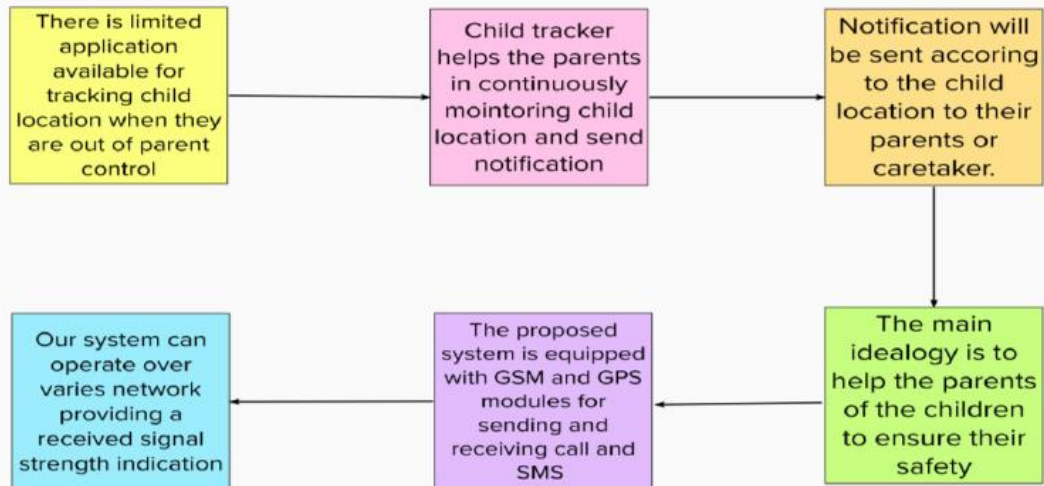 There is limited
application
available for
tracking child
location when they
are out of parent
control
Child tracker
helps the parents
in continuously
mointoring child
location and send
notification
Notification will
be sent accoring
to the child
location to their
parents or
caretaker.
The main
idealogy is to
help the parents
of the children
to ensure their
safety
The proposed
system is equipped
with GSM and GPS
modules for
sending and
receiving call and
SMS
Our system can
operate over
varies network
providing a
received signal
strength indication